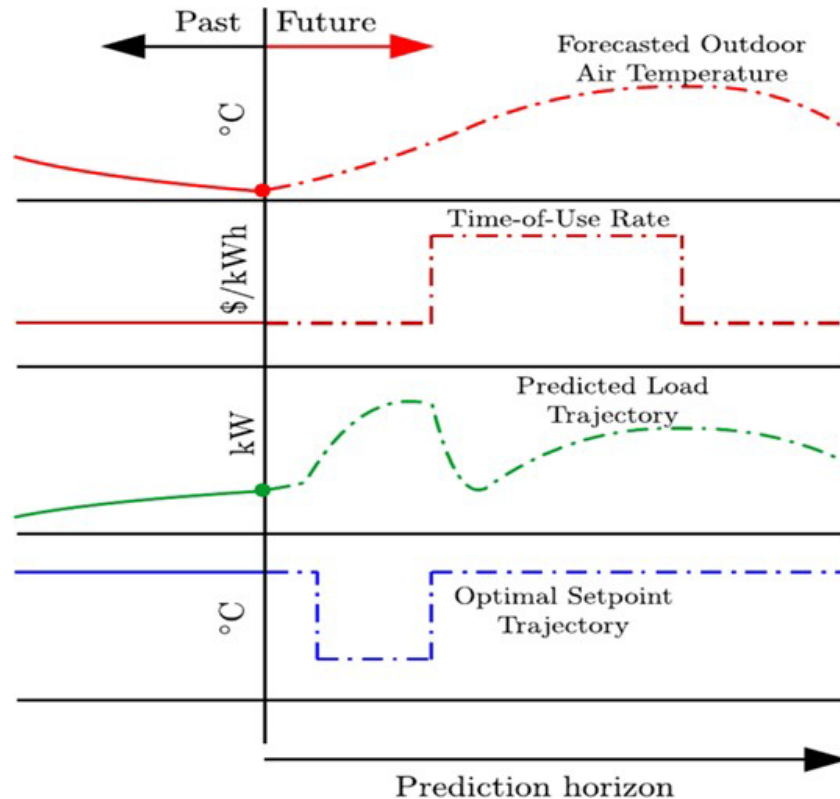 Past
Future
Forecasted Outdoor
Air Temperature
°C
Time-of-Use Rate
$/kWh
Predicted Load
Trajectory
kW
Optimal Setpoint
Trajectory
°C
Prediction horizon